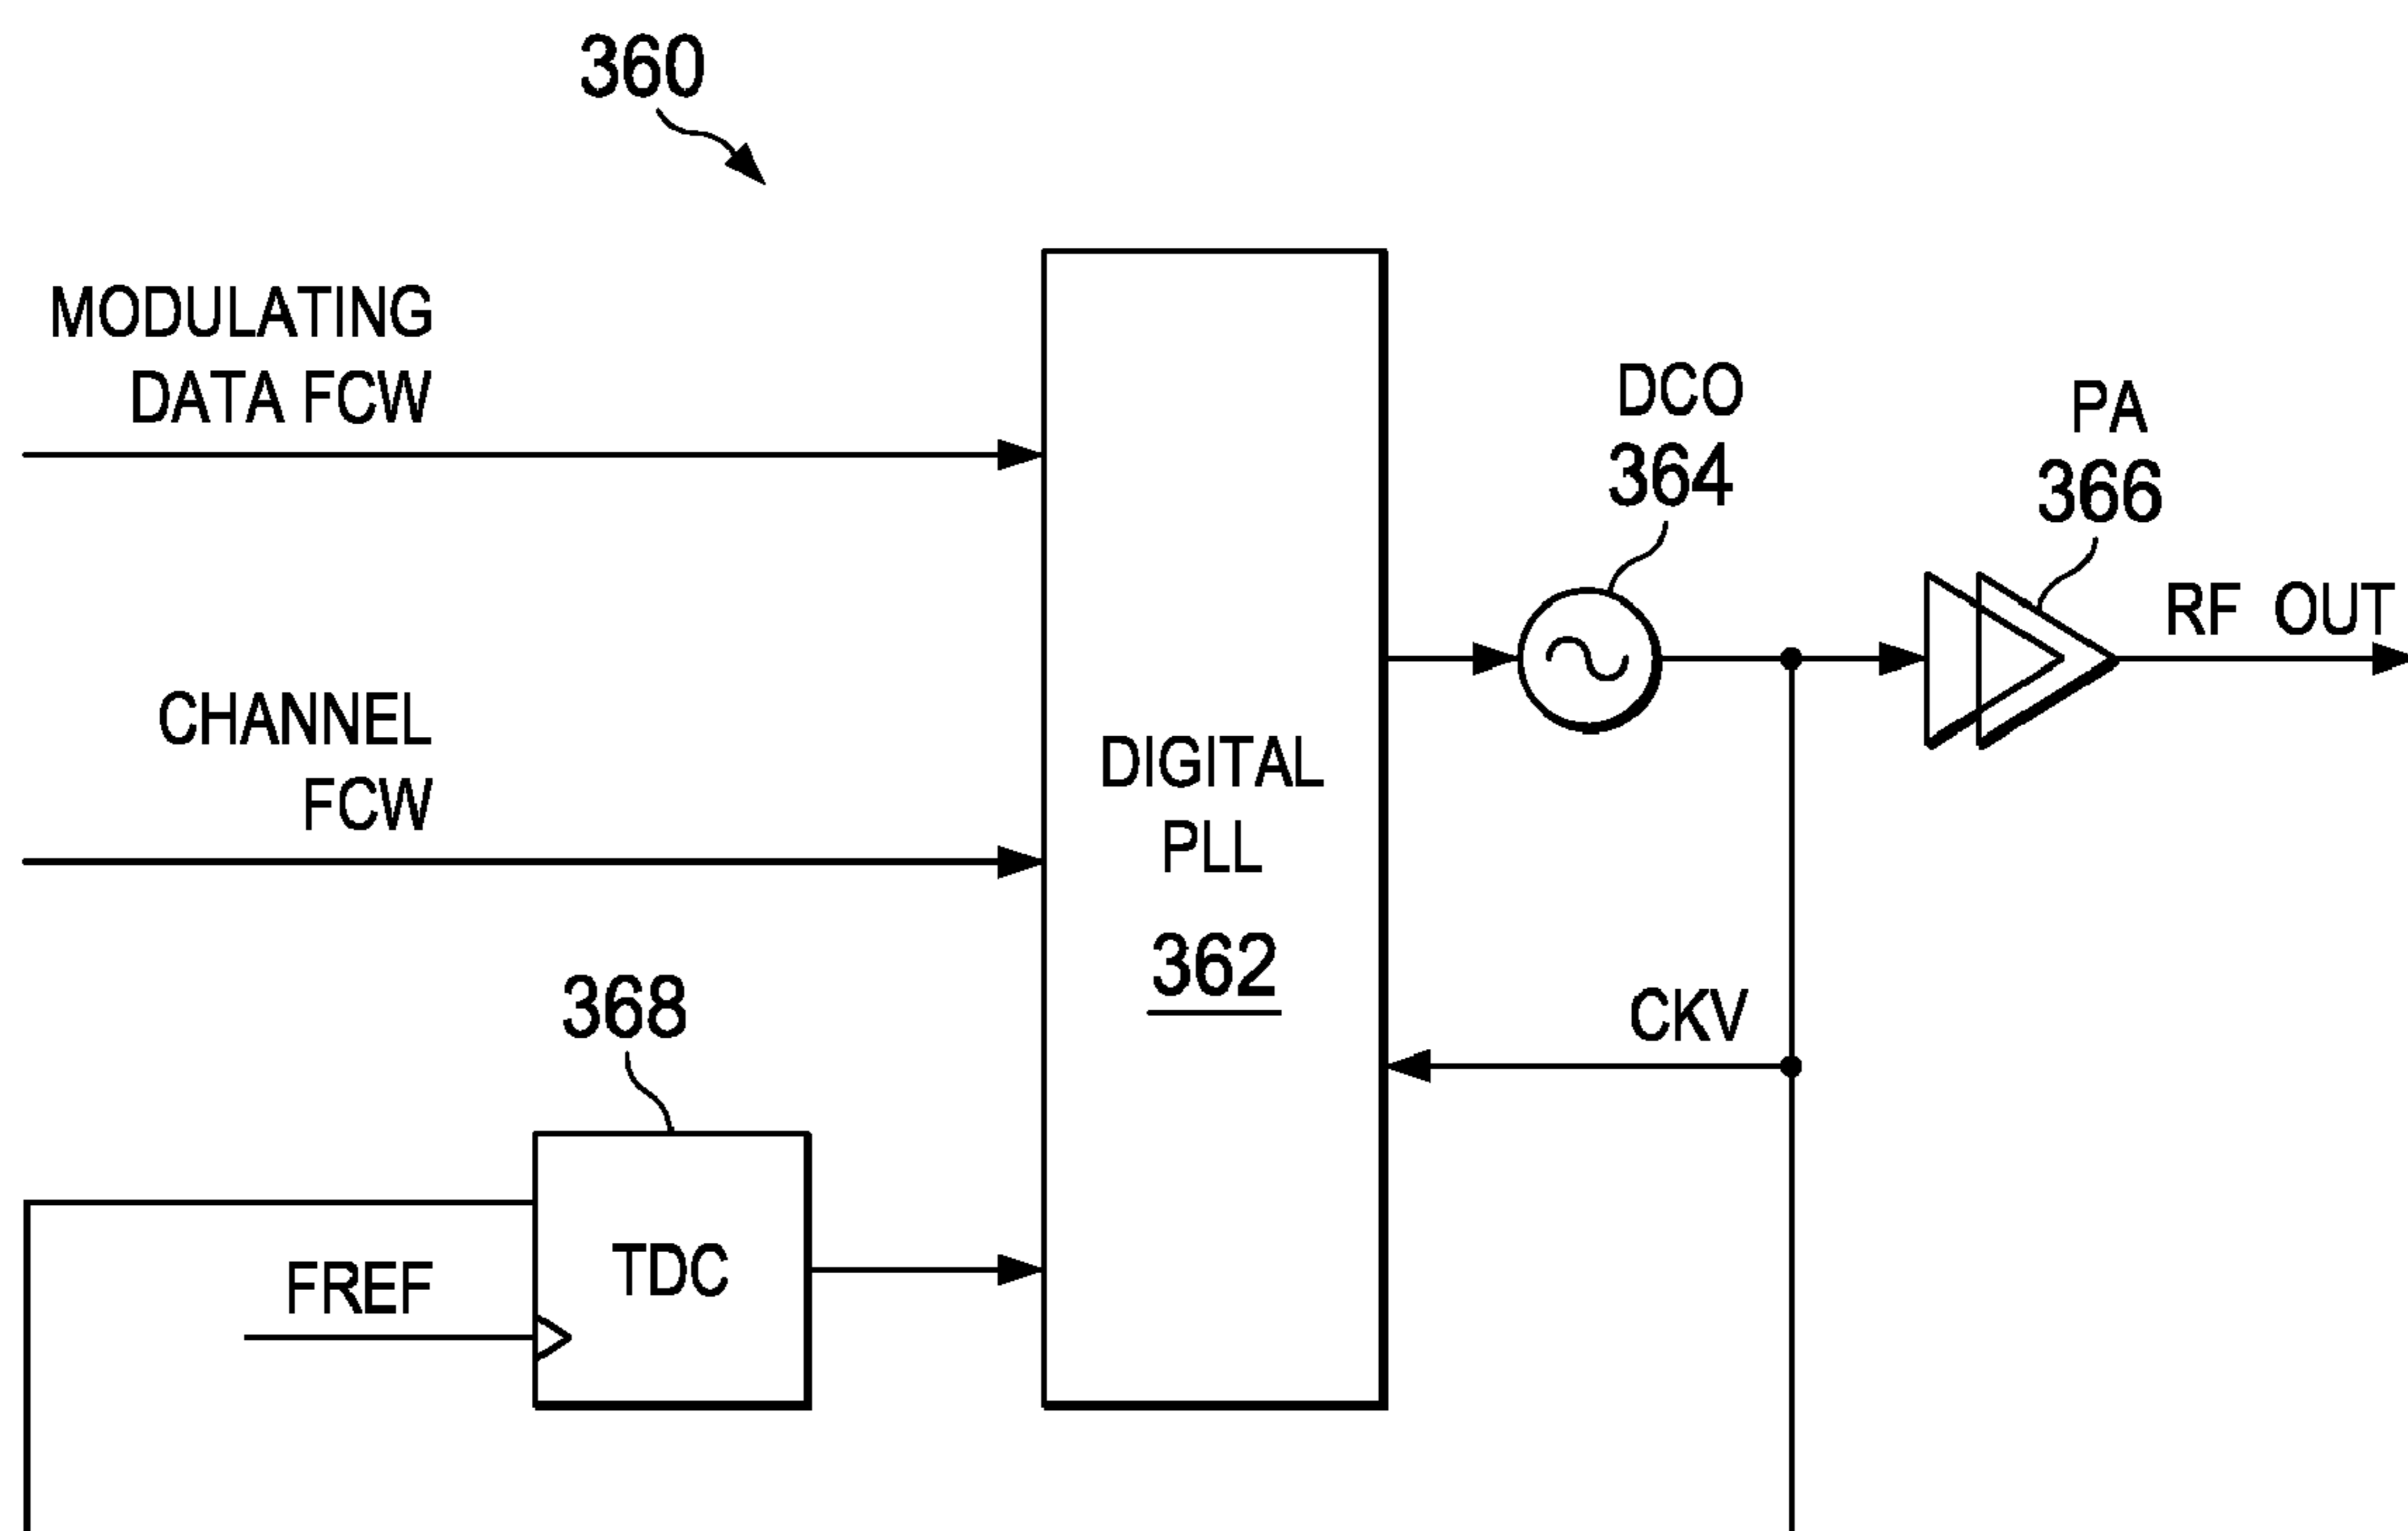 360
MODULATING
DATA FCW
DCO
364
PA
366
RF OUT
CHANNEL
FCW
DIGITAL
PLL
362
368
CKV
FREF
TDC